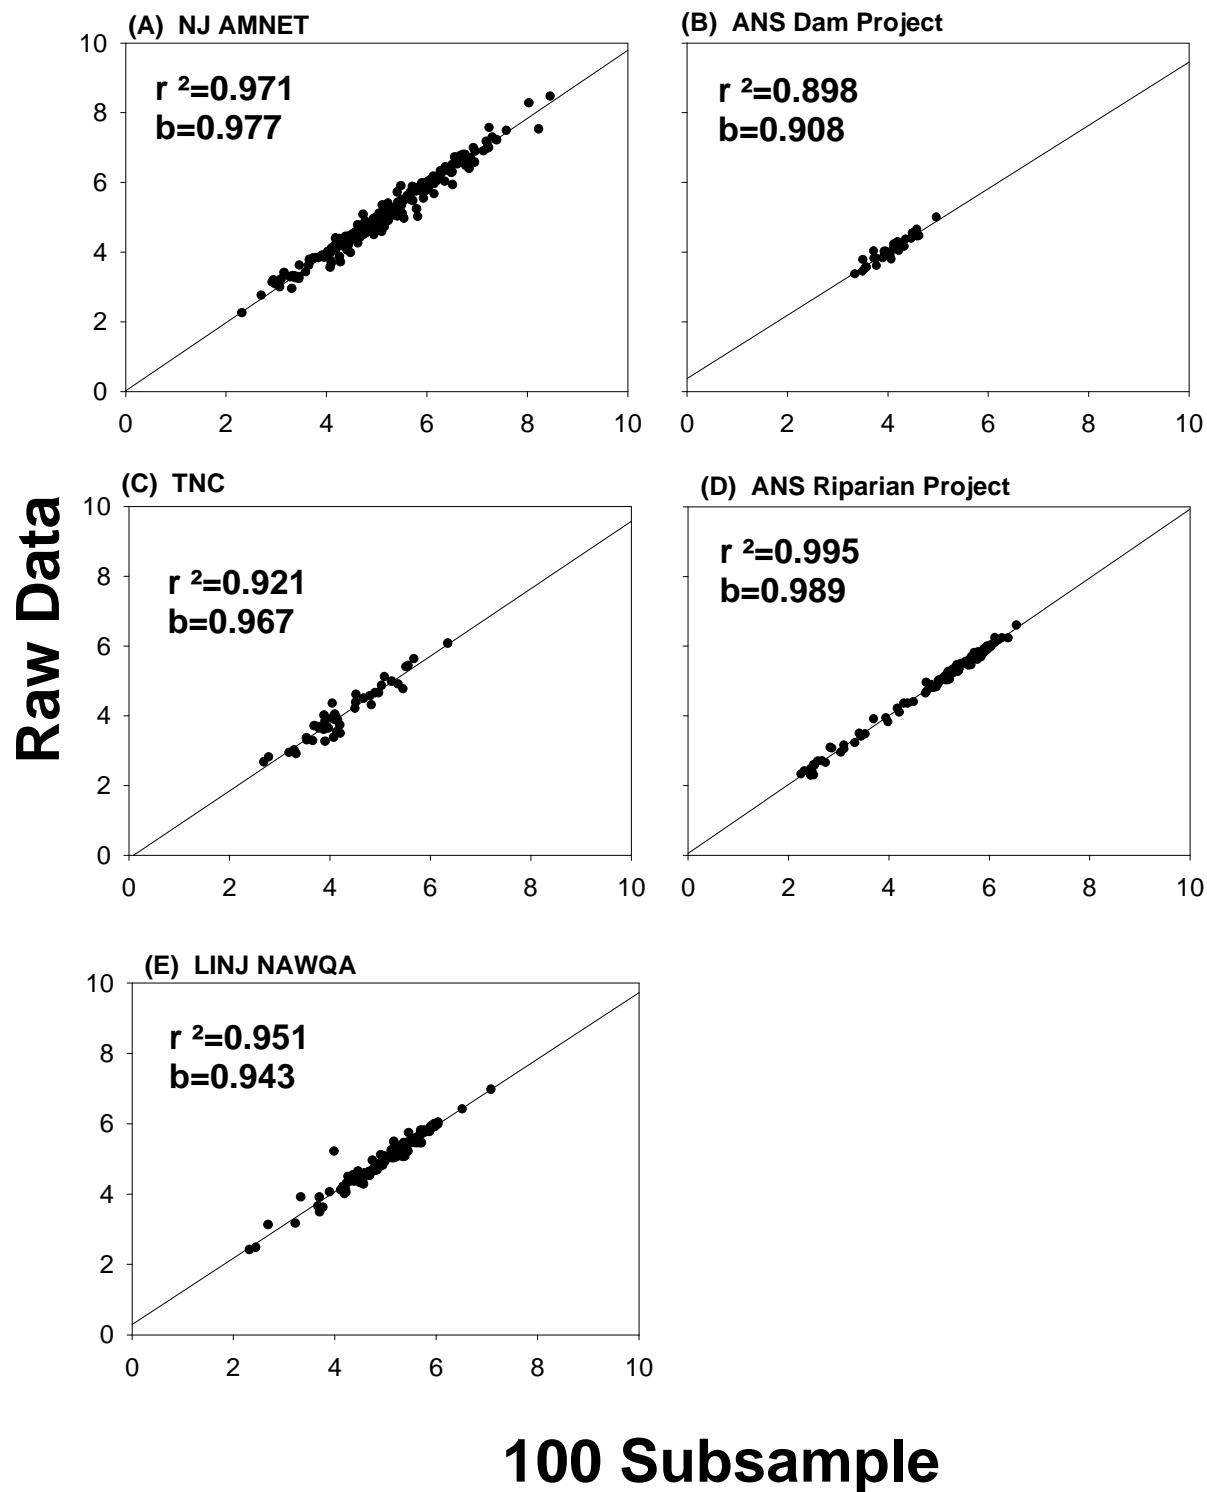 (A) NJ AMNET
r ²=0.971
b=0.977
10
8
6
4
2
0
0 2 4 6 8 10
(B) ANS Dam Project
r ²=0.898
b=0.908
0 2 4 6 8 10
Raw Data
(C) TNC
r ²=0.921
b=0.967
10
8
6
4
2
0
0 2 4 6 8 10
(D) ANS Riparian Project
r ²=0.995
b=0.989
0 2 4 6 8 10
(E) LINJ NAWQA
r ²=0.951
b=0.943
10
8
6
4
2
0
0 2 4 6 8 10
100 Subsample